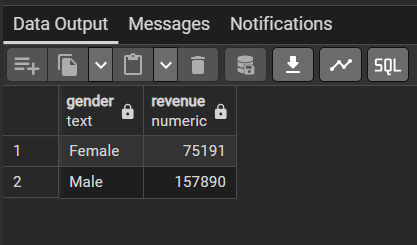 Data Output Messages Notifications
SQL
gender revenue
text numeric
1 Female 75191
2 Male 157890